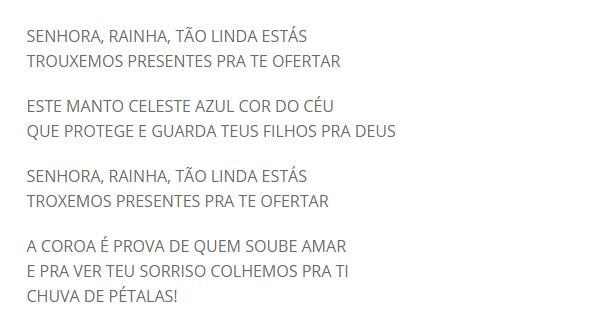 SENHORA, RAINHA, TÃO LINDA ESTÁS
TROUXEMOS PRESENTES PRA TE OFERTAR
ESTE MANTO CELESTE AZUL COR DO CÉU
QUE PROTEGE E GUARDA TEUS FILHOS PRA DEUS
SENHORA, RAINHA, TÃO LINDA ESTÁS
TROXEMOS PRESENTES PRA TE OFERTAR
A COROA É PROVA DE QUEM SOUBE AMAR
E PRA VER TEU SORRISO COLHEMOS PRA TI
CHUVA DE PÉTALAS!